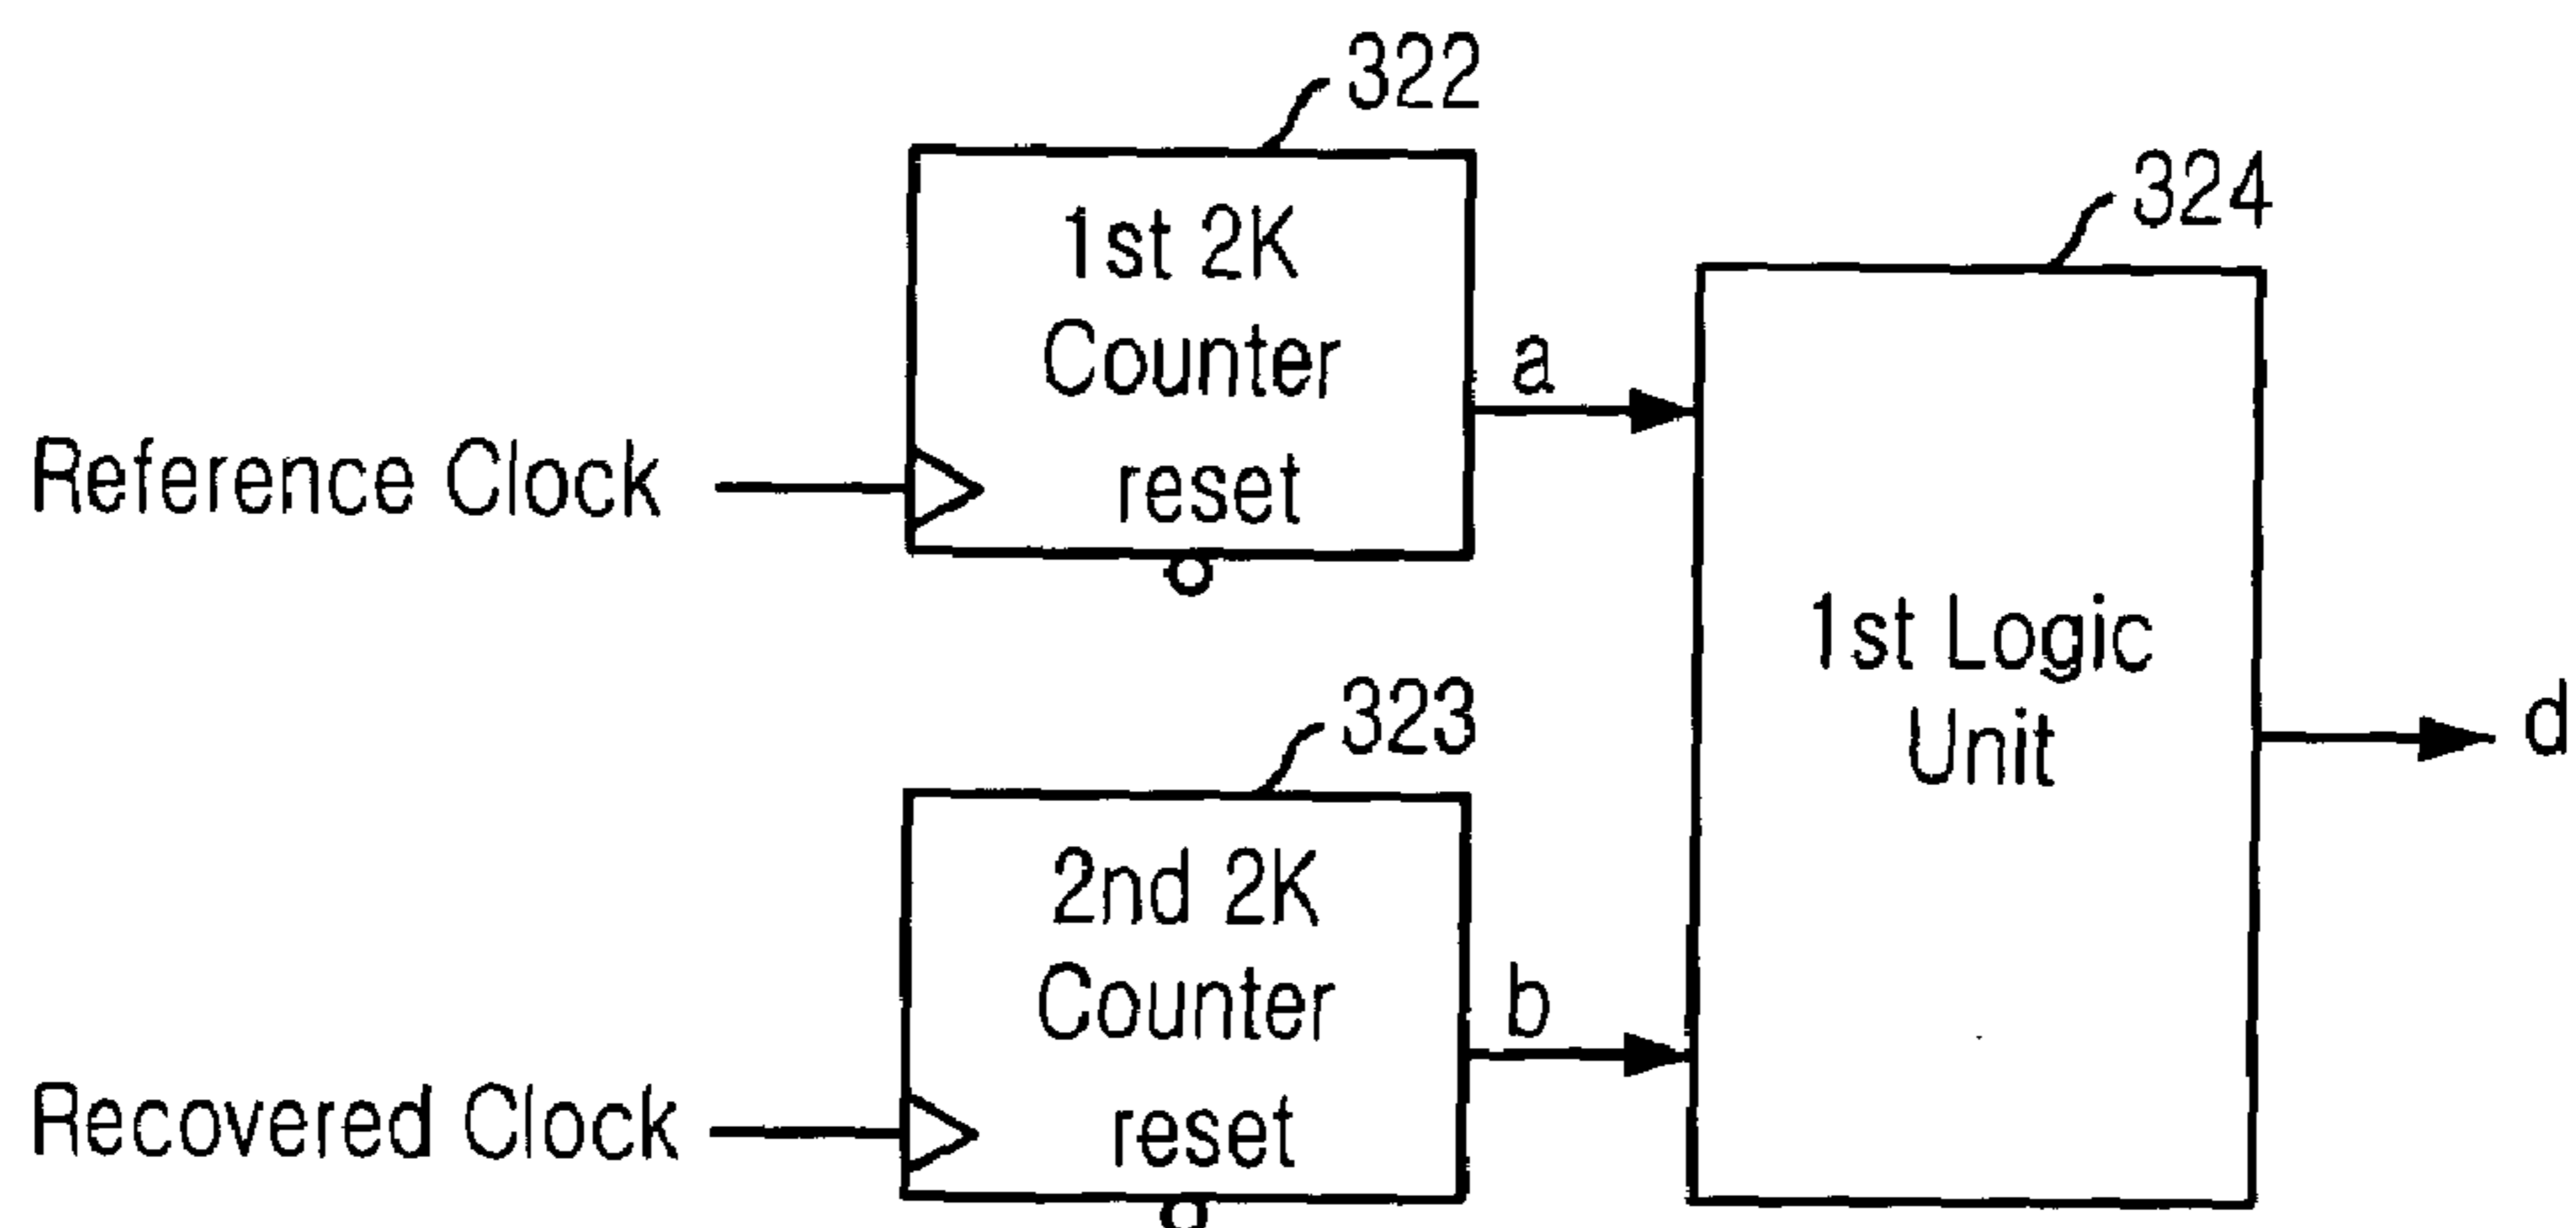 322
1st 2K
Counter
reset
Reference Clock
a
324
1st Logic
Unit
d
323
2nd 2K
Counter
reset
Recovered Clock
b